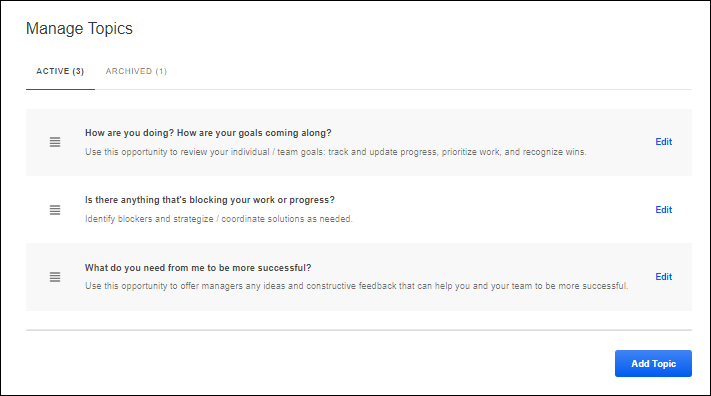 Manage Topics
ACTIVE (3) ARCHIVED (1)
How are you doing? How are your goals coming along?
Use this opportunity to review your individual / team goals: track and update progress, prioritize work, and recognize wins.
Edit
Is there anything that's blocking your work or progress?
Identify blockers and strategize / coordinate solutions as needed.
Edit
What do you need from me to be more successful?
Use this opportunity to offer managers any ideas and constructive feedback that can help you and your team to be more successful.
Edit
Add Topic